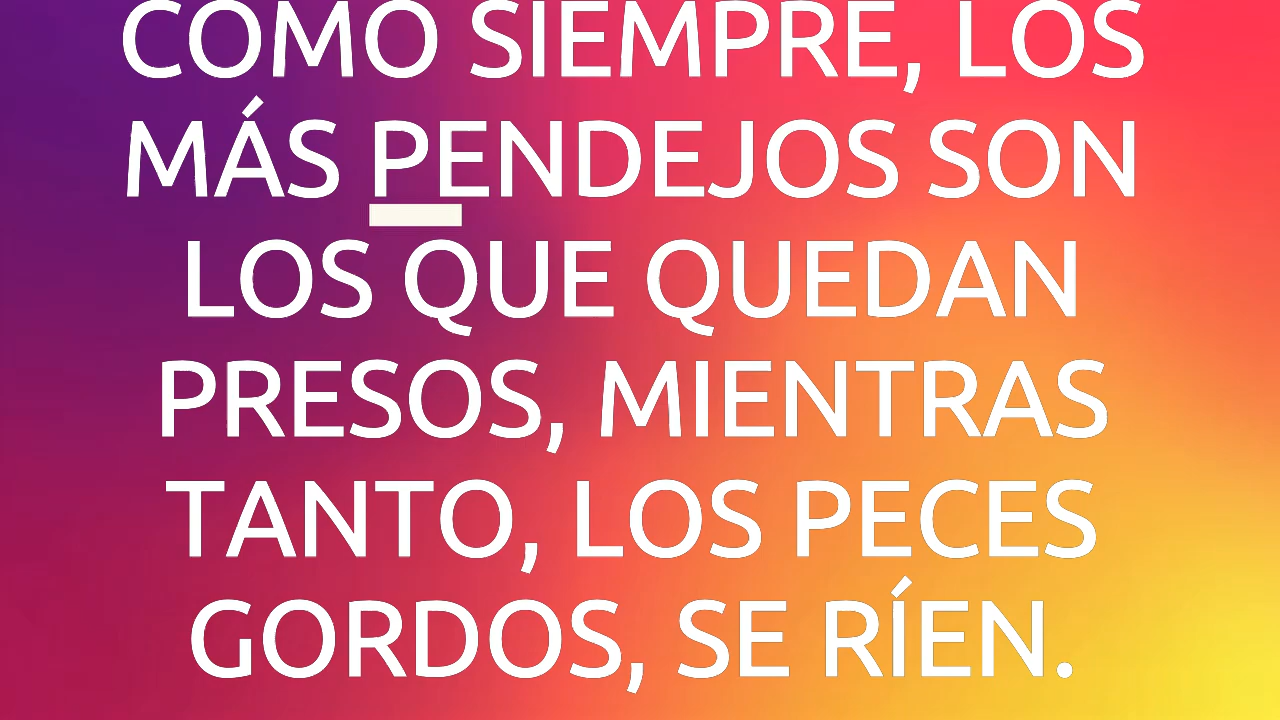 COMO SIEMPRE, LOS
MÁS PENDEJOS SON
LOS QUE QUEDAN
PRESOS, MIENTRAS
TANTO, LOS PECES
GORDOS, SE RÍEN.